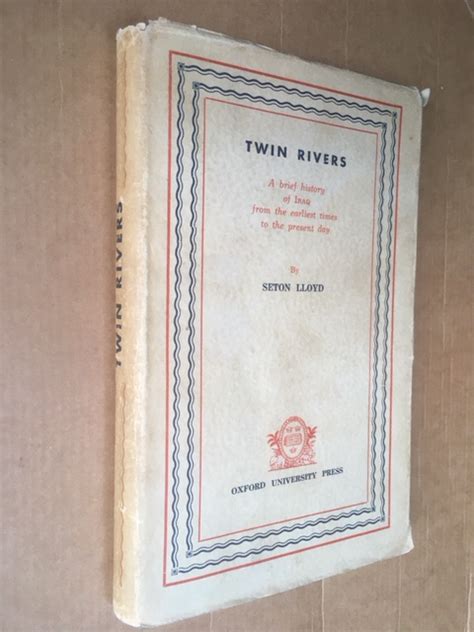 TWIN RIVERS
A brief history
of IRAQ
from the earliest times
to the present day
By
SETON LLOYD
OXFORD UNIVERSITY PRESS
TWIN RIVERS